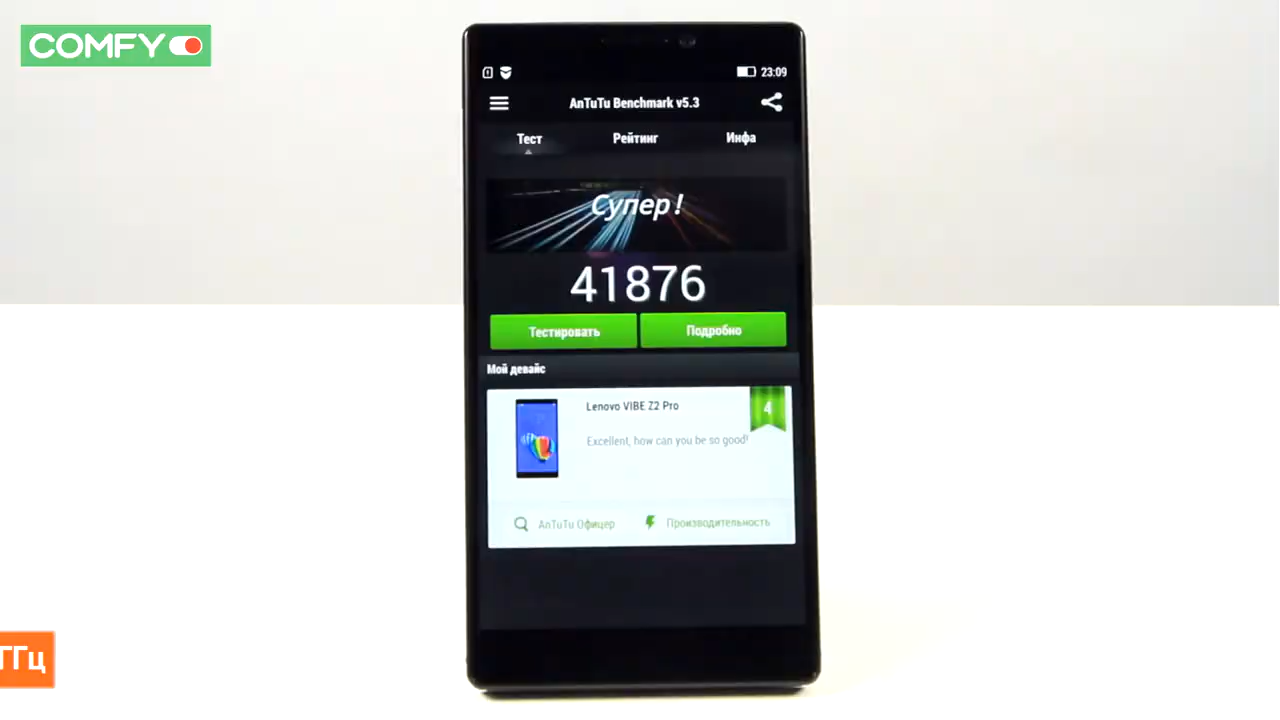 COMFY
23:09
AnTuTu Benchmark v5.3
Тест Рейтинг Инфа
Супер!
41876
Тестировать Подробно
Мой девайс
Lenovo VIBE Z2 Pro
4
Excellent, how can you be so good!
AnTuTu Офицер Производительность
ГГц